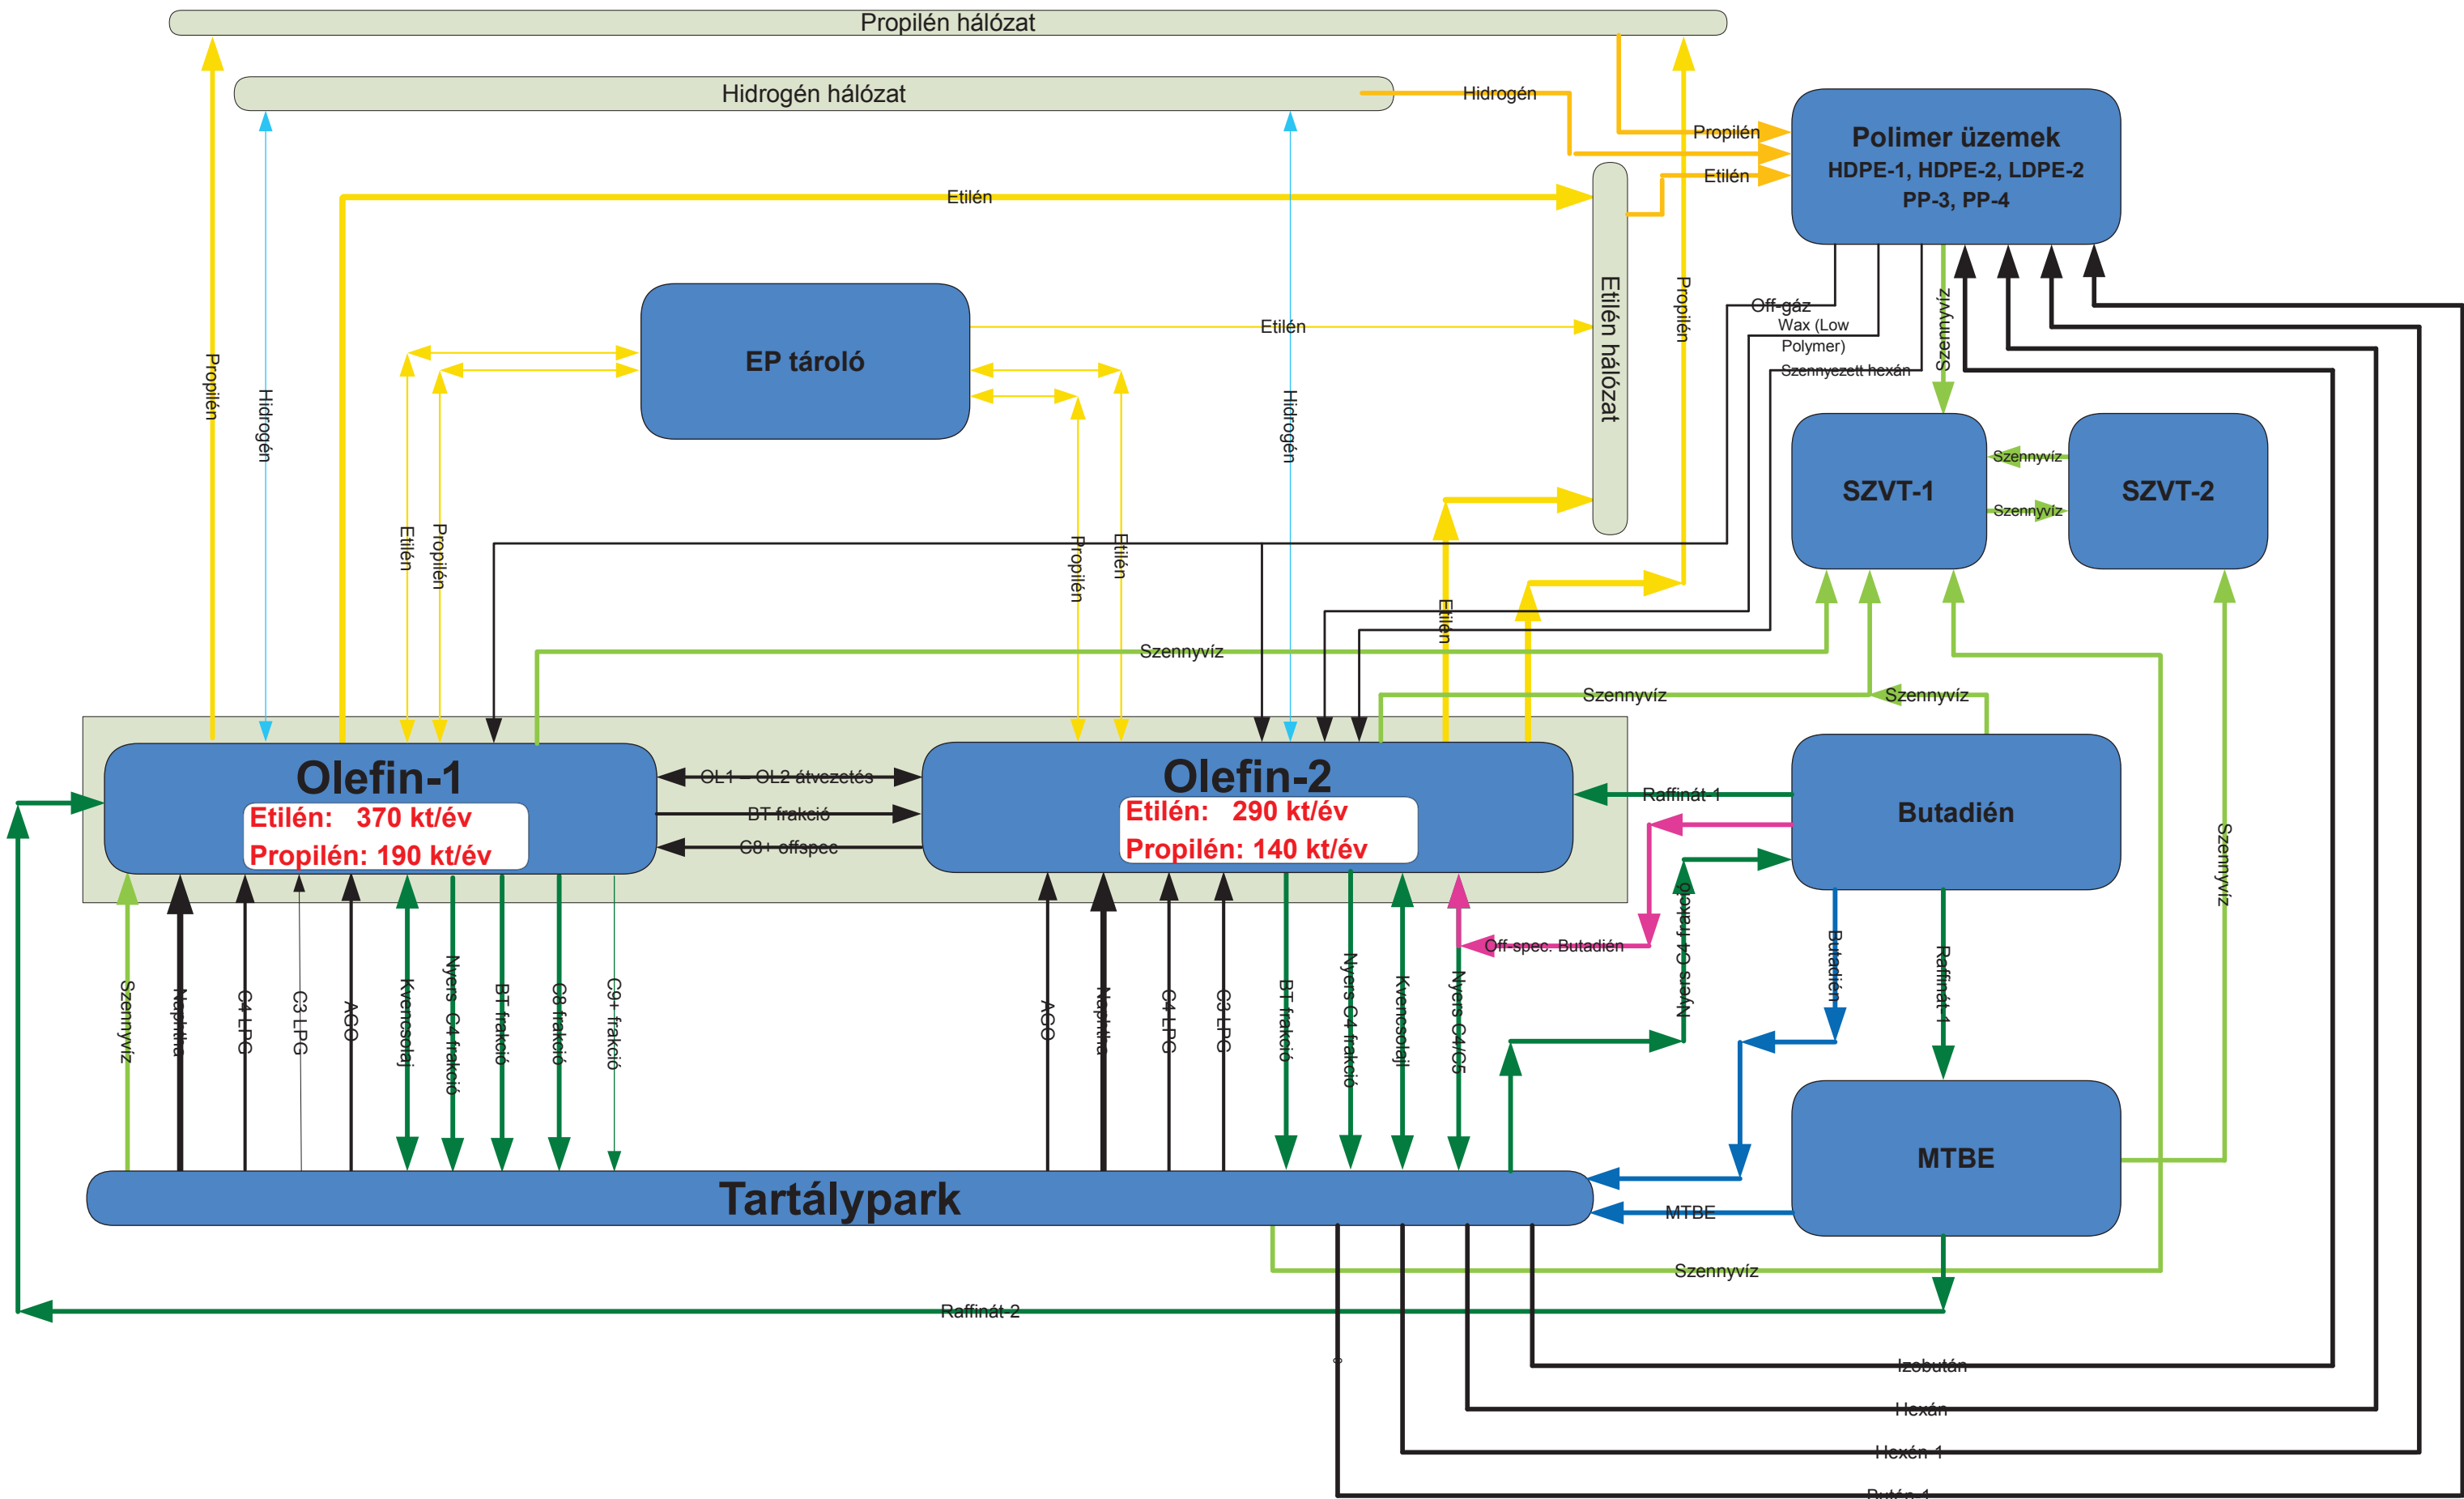 Propilén hálózat
Hidrogén hálózat
Hidrogén
Propilén
Etilén
Polimer üzemek
HDPE-1, HDPE-2, LDPE-2
PP-3, PP-4
Etilén
Etilén hálózat
Propilén
Off-gáz
Wax (Low
Polymer)
Szennyezett hexán
Szennyvíz
EP tároló
Etilén
Propilén
Hidrogén
Hidrogén
Etilén
Propilén
Propilén
Etilén
Etilén
SZVT-1
Szennyvíz
Szennyvíz
SZVT-2
Szennyvíz
Szennyvíz
Szennyvíz
Olefin-1
Etilén: 370 kt/év
Propilén: 190 kt/év
OL1 – OL2 átvezetés
BT frakció
C8+ offspec
Olefin-2
Etilén: 290 kt/év
Propilén: 140 kt/év
Raffinát-1
Butadién
Szennyvíz
Off-spec. Butadién
Nyers C4 frakció
Butadién
Raffinát-1
Szennyvíz
Naphtha
C4 LPG
C3 LPG
AGO
Kvencsolaj
Nyers C4 frakció
BT frakció
C8 frakció
C9+ frakció
AGO
Naphtha
C4 LPG
C3 LPG
BT frakció
Nyers C4 frakció
Kvencsolajl
Nyers C4/C5
MTBE
Tartálypark
MTBE
Szennyvíz
Raffinát-2
Izobután
Hexán
Hexén-1
Butén-1